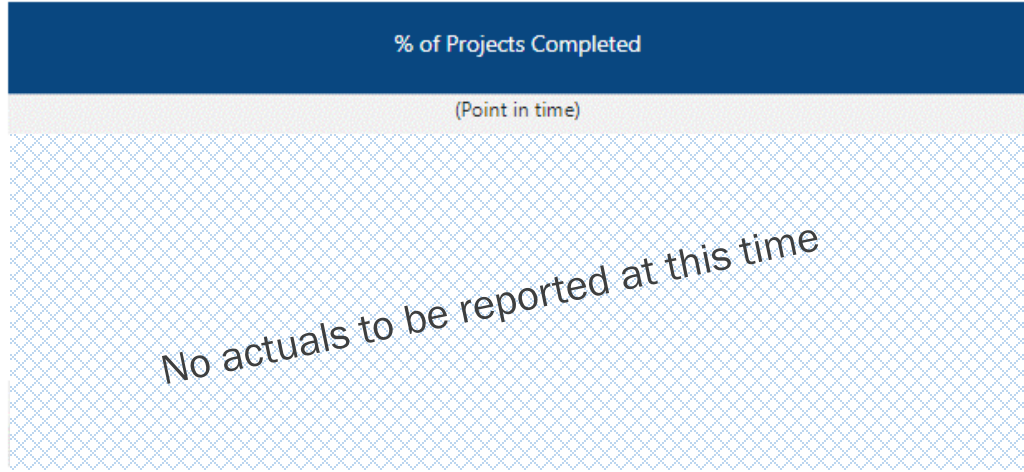 % of Projects Completed
(Point in time)
No actuals to be reported at this time